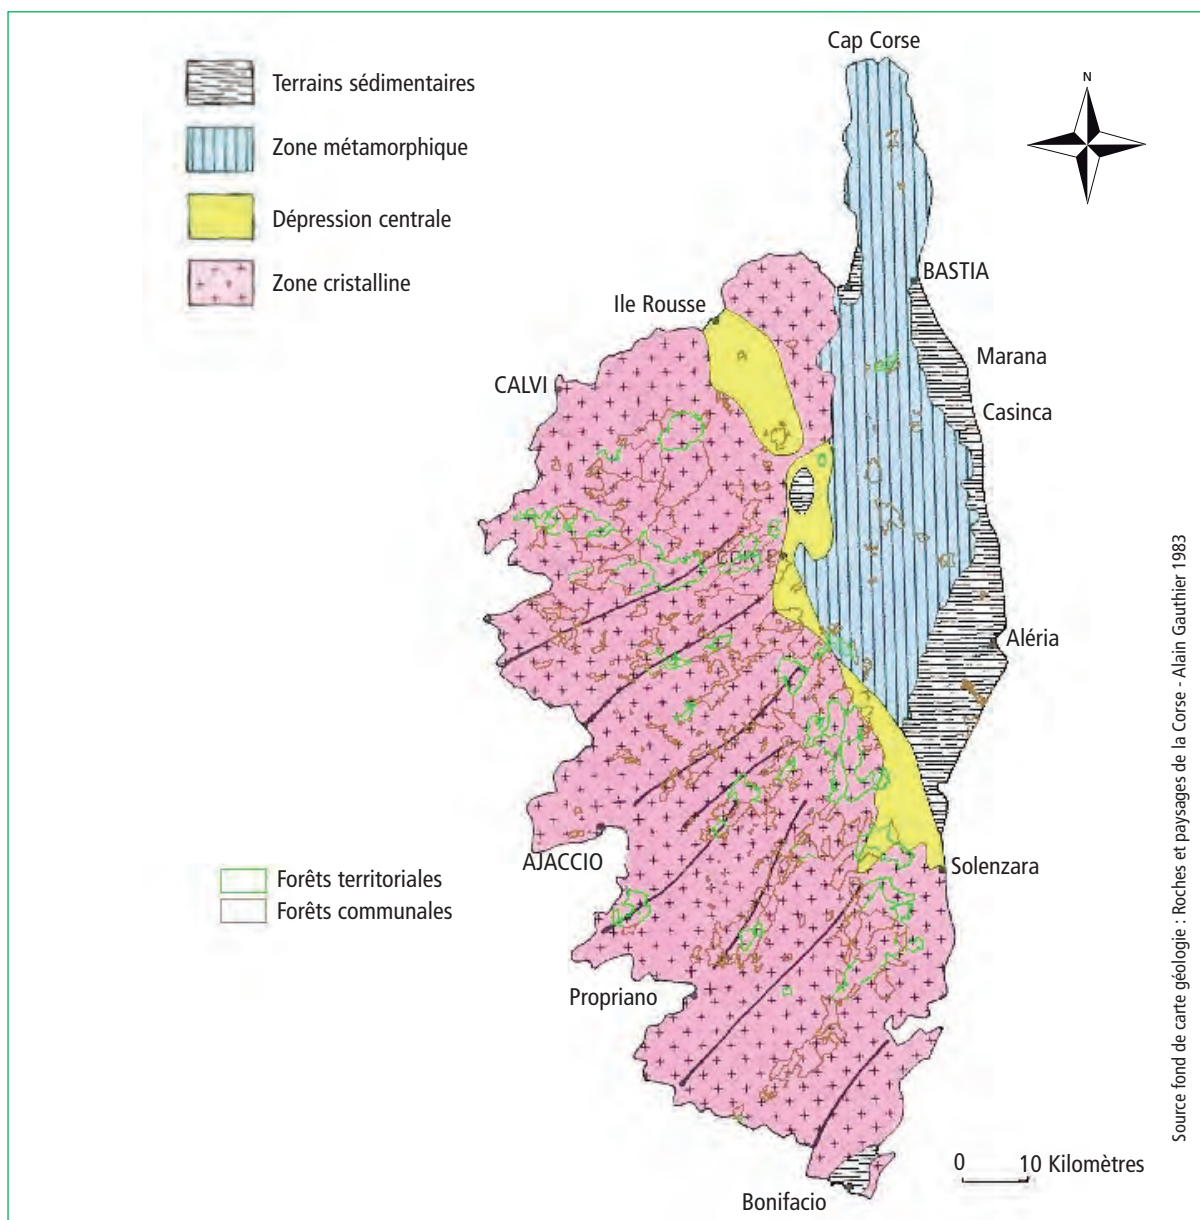 Cap Corse
Terrains sédimentaires
N
Zone métamorphique
Dépression centrale
Zone cristalline
BASTIA
Ile Rousse
Marana
CALVI
Casinca
Aléria
AJACCIO
Solenzara
Forêts territoriales
Forêts communales
Propriano
0 10 Kilomètres
Bonifacio
Source fond de carte géologie : Roches et paysages de la Corse - Alain Gauthier 1983